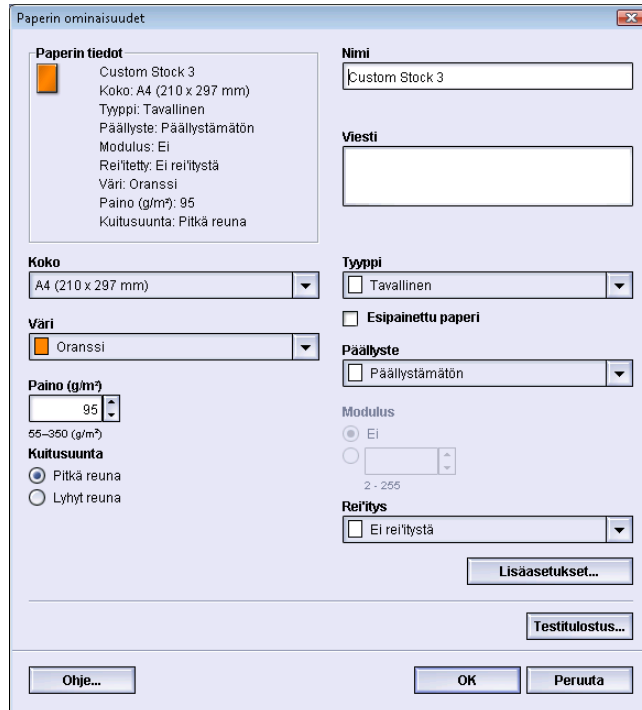 Paperin ominaisuudet
Paperin tiedot
Custom Stock 3
Koko: A4 (210 x 297 mm)
Tyyppi: Tavallinen
Päällyste: Päällystämätön
Modulus: Ei
Rei'itetty: Ei rei'itystä
Väri: Oranssi
Paino (g/m²): 95
Kuitusuunta: Pitkä reuna
Nimi
Custom Stock 3
Viesti
Koko
A4 (210 x 297 mm)
Väri
Oranssi
Paino (g/m²)
95
55–350 (g/m²)
Kuitusuunta
Pitkä reuna
Lyhyt reuna
Tyyppi
Tavallinen
Esipainettu paperi
Päällyste
Päällystämätön
Modulus
Ei
2 - 255
Rei'itys
Ei rei'itystä
Lisäasetukset...
Testitulostus...
Ohje...
OK
Peruuta